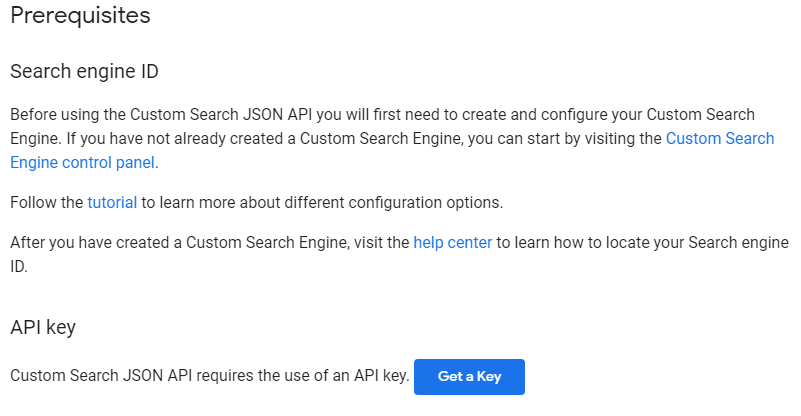 Prerequisites
Search engine ID
Before using the Custom Search JSON API you will first need to create and configure your Custom Search
Engine. If you have not already created a Custom Search Engine, you can start by visiting the Custom Search
Engine control panel.
Follow the tutorial to learn more about different configuration options.
After you have created a Custom Search Engine, visit the help center to learn how to locate your Search engine
ID.
API key
Custom Search JSON API requires the use of an API key. Get a Key